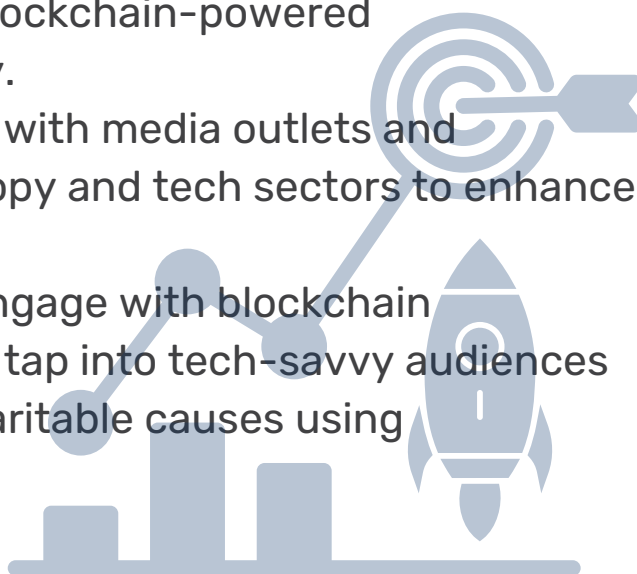 ockchain-powered
.
with media outlets and
opy and tech sectors to enhance
ngage with blockchain
tap into tech-savvy audiences
aritable causes using